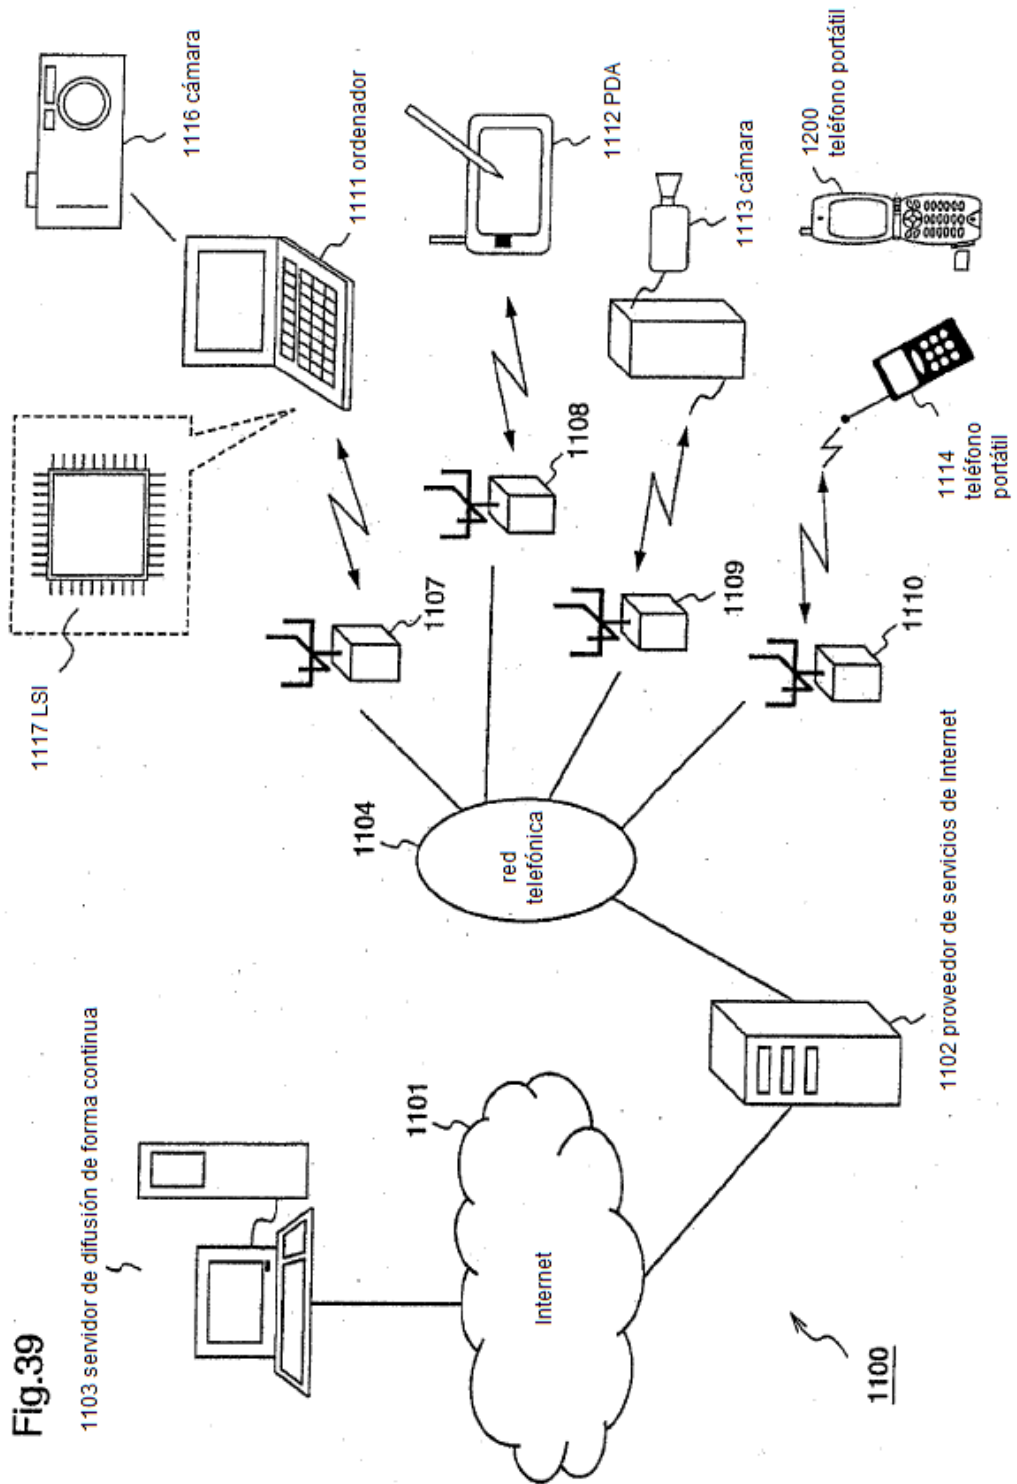 Fig.39
1103 servidor de difusión de forma continua
1101
Internet
1100
1102 proveedor de servicios de Internet
1104
red
telefónica
1117 LSI
1107
1108
1109
1110
1116 cámara
1111 ordenador
1112 PDA
1113 cámara
1114
teléfono
portátil
1200
teléfono portátil